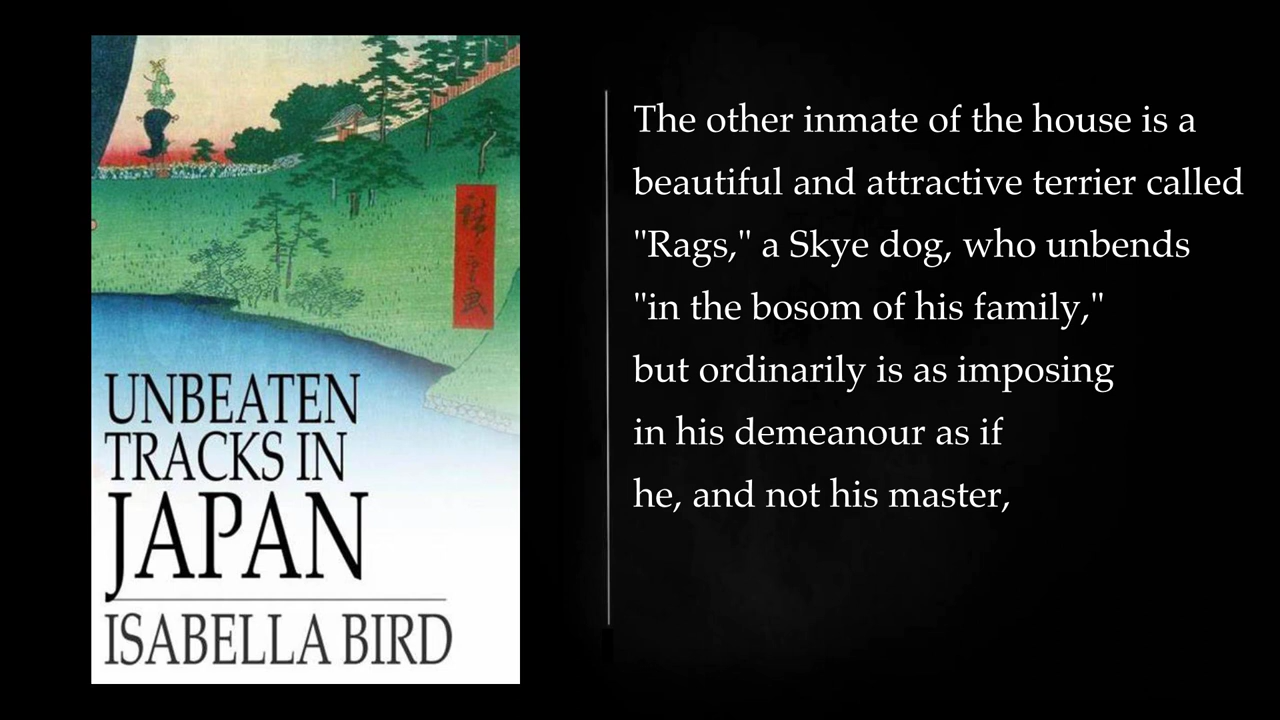 UNBEATEN
TRACKS IN
JAPAN
ISABELLA BIRD
The other inmate of the house is a
beautiful and attractive terrier called
"Rags," a Skye dog, who unbends
"in the bosom of his family,"
but ordinarily is as imposing
in his demeanour as if
he, and not his master,